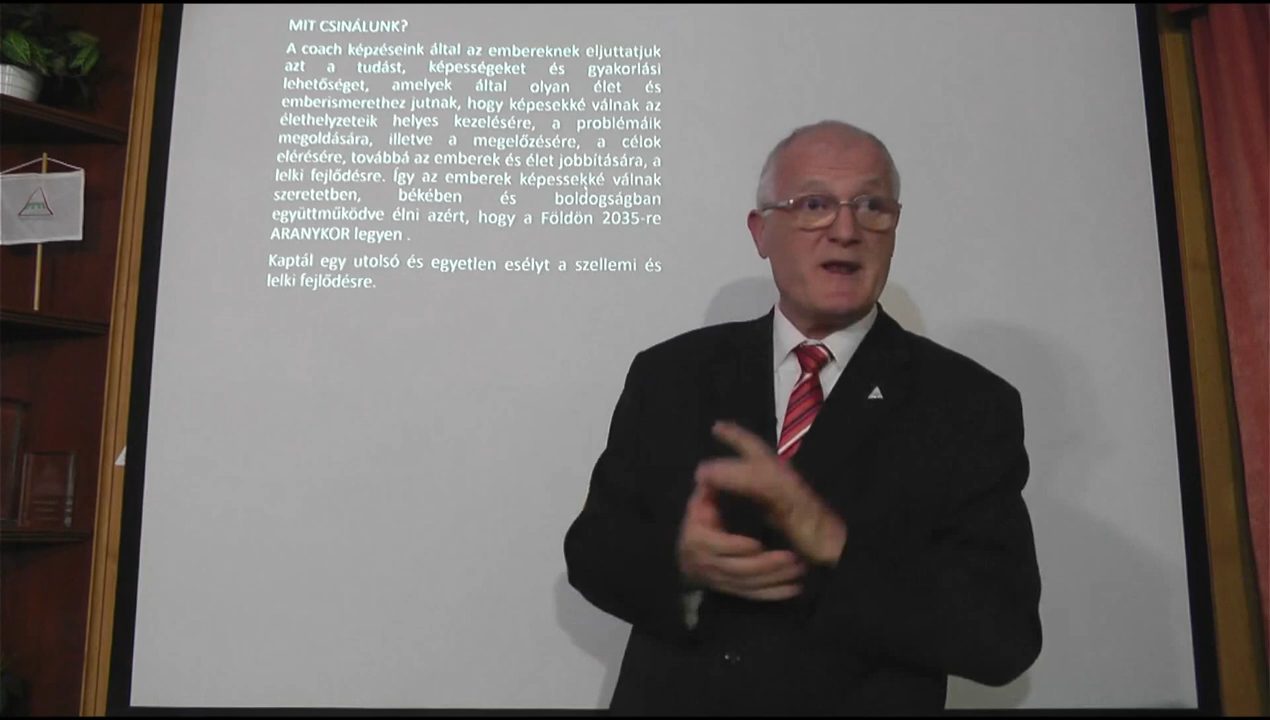 MIT CSINÁLUNK?
A coach képzéseink által az embereknek eljuttatjuk
azt a tudást, képességeket és gyakorlási
lehetőséget, amelyek által olyan élet és
emberismerethez jutnak, hogy képesekké válnak az
élethelyzeteik helyes kezelésére, a problémáik
megoldására, illetve a megelőzésére, a célok
elérésére, továbbá az emberek és élet jobbítására, a
lelki fejlődésre. Így az emberek képessekké válnak
szeretetben, békében és boldogságban
együttműködve élni azért, hogy a Földön 2035-re
ARANYKOR legyen .
Kaptál egy utolsó és egyetlen esélyt a szellemi és
lelki fejlődésre.